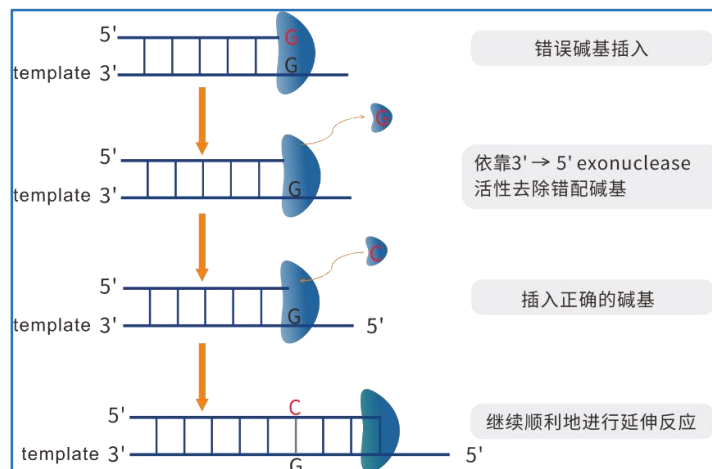 5'
G
错误碱基插入
template 3'
G
G
5'
依靠3' → 5' exonuclease
活性去除错配碱基
template 3'
G
C
5'
插入正确的碱基
template 3'
G
5'
C
5'
继续顺利地进行延伸反应
template 3'
G
5'